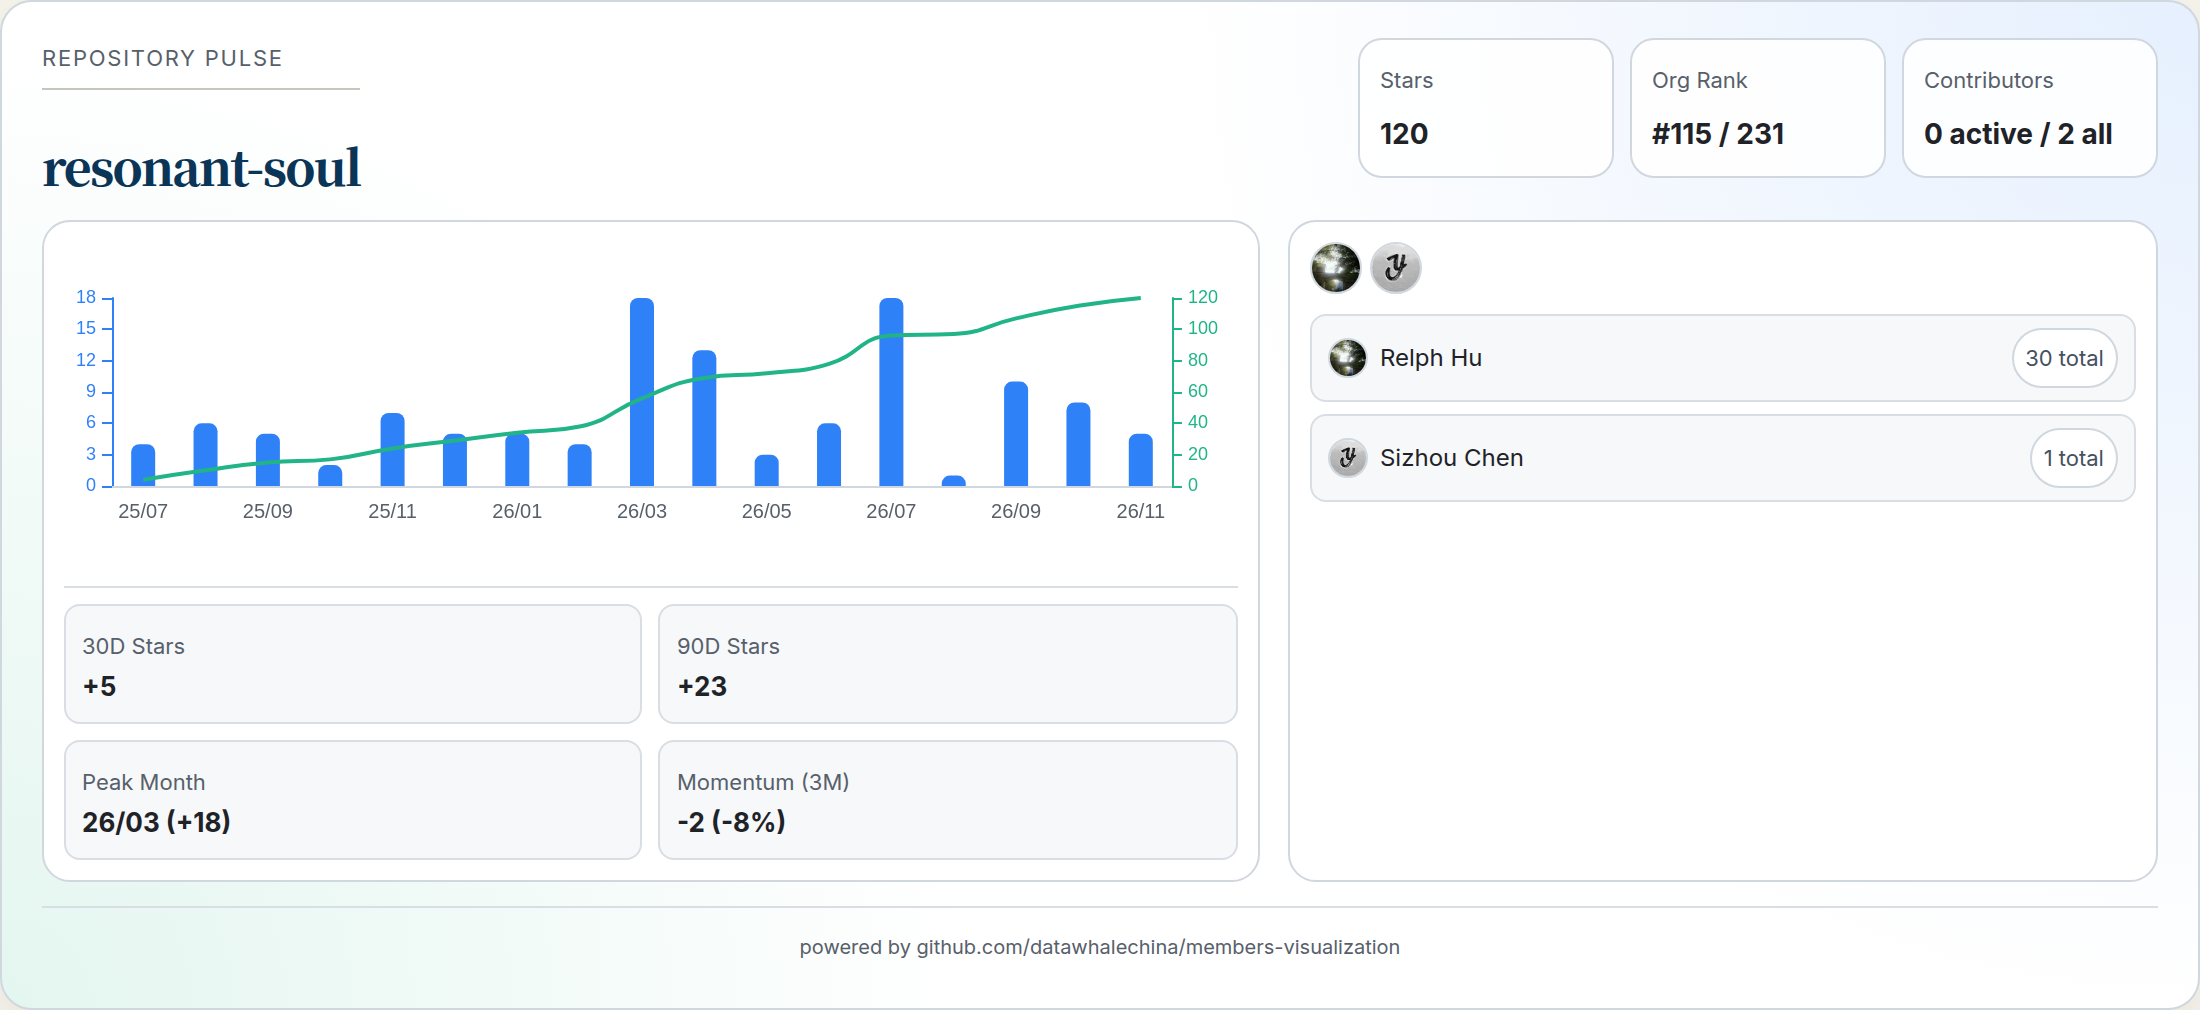 REPOSITORY PULSE
resonant-soul
Stars
120
Org Rank
#115 / 231
Contributors
0 active / 2 all
18
15
12
9
6
3
0
120
100
80
60
40
20
0
25/07 25/09 25/11 26/01 26/03 26/05 26/07 26/09 26/11
30D Stars
+5
90D Stars
+23
Peak Month
26/03 (+18)
Momentum (3M)
-2 (-8%)
y
Relph Hu
30 total
y
Sizhou Chen
1 total
powered by github.com/datawhalechina/members-visualization